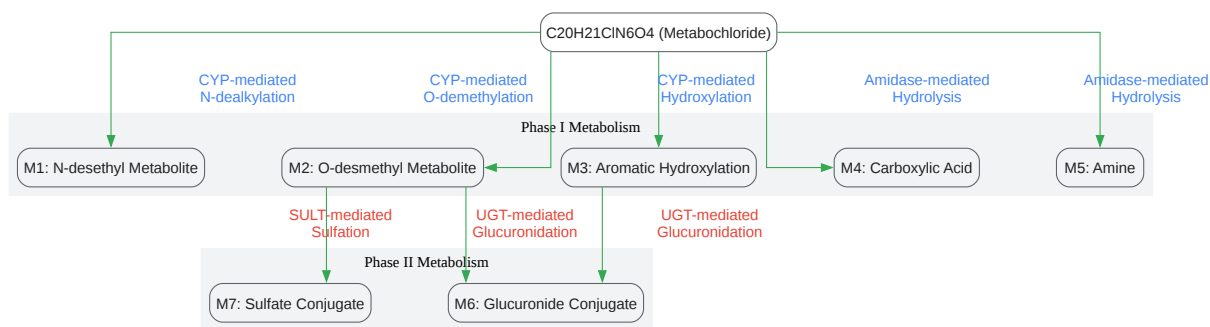 C20H21ClN6O4 (Metabochloride)
CYP-mediated
N-dealkylation
CYP-mediated
O-demethylation
CYP-mediated
Hydroxylation
Amidase-mediated
Hydrolysis
Amidase-mediated
Hydrolysis
Phase I Metabolism
M1: N-desethyl Metabolite
M2: O-desmethyl Metabolite
M3: Aromatic Hydroxylation
M4: Carboxylic Acid
M5: Amine
SULT-mediated
Sulfation
UGT-mediated
Glucuronidation
UGT-mediated
Glucuronidation
Phase II Metabolism
M7: Sulfate Conjugate
M6: Glucuronide Conjugate